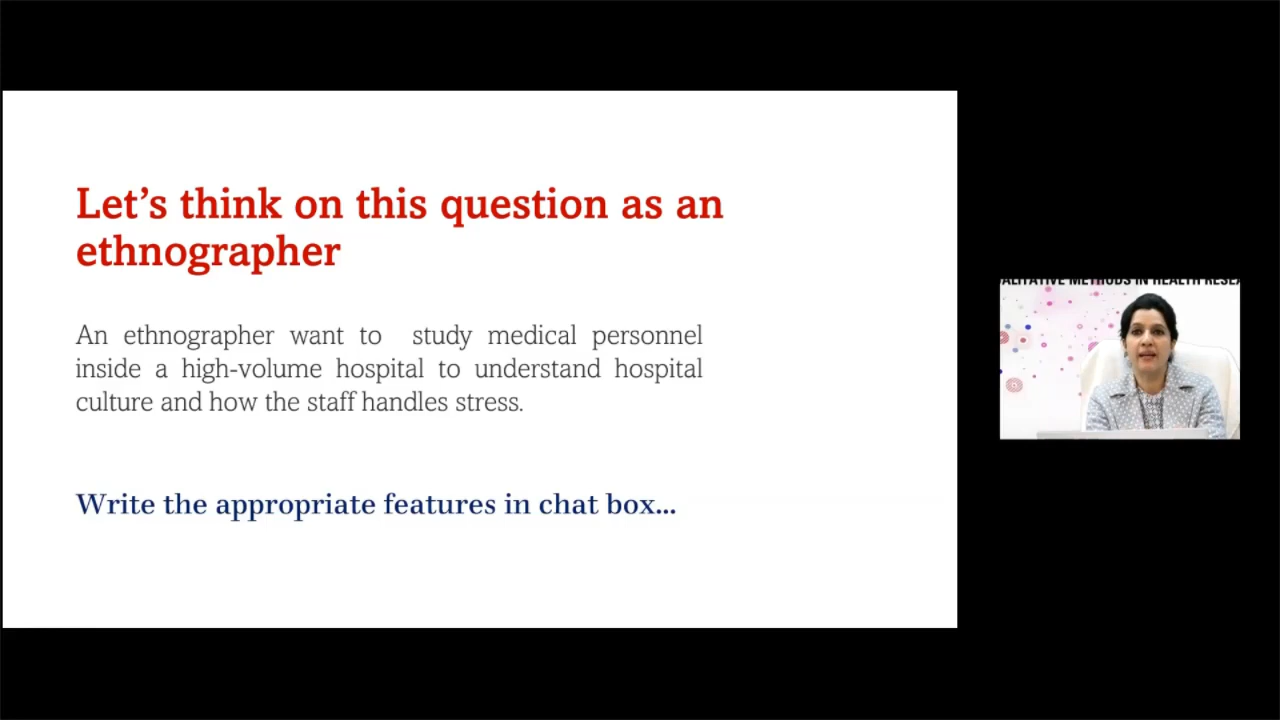 Let's think on this question as an
ethnographer
An ethnographer want to study medical personnel
inside a high-volume hospital to understand hospital
culture and how the staff handles stress.
Write the appropriate features in chat box...
METHODS IN HEALTH